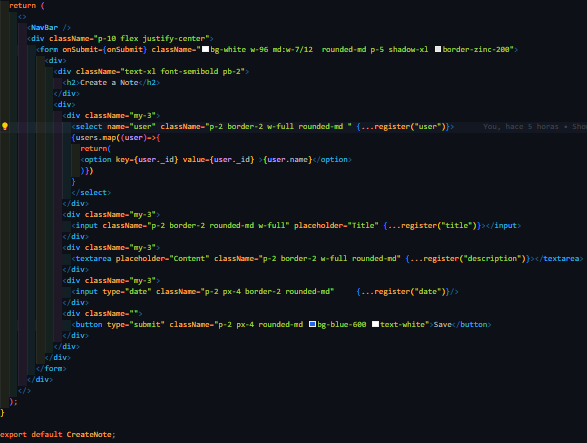 return (
<>
<NavBar />
<div className="p-10 flex justify-center">
<form onSubmit={onSubmit} className="bg-white w-96 md:w-7/12  rounded-md p-5 shadow-xl border-zinc-200">
<div>
<div className="text-xl font-semibold pb-2">
<h2>Create a Note</h2>
</div>
<div>
<div className="my-3">
<select name="user" className="p-2 border-2 w-full rounded-md " {...register("user")}> You, hace 5 horas • Sho
{users.map((user)=>{
return(
<option key={user._id} value={user._id} >{user.name}</option>
)})
}
</select>
</div>
<div className="my-3">
<input className="p-2 border-2 rounded-md w-full" placeholder="Title" {...register("title")}></input>
</div>
<div className="my-3">
<textarea placeholder="Content" className="p-2 border-2 w-full rounded-md" {...register("description")}></textarea>
</div>
<div className="my-3">
<input type="date" className="p-2 px-4 border-2 rounded-md"     {...register("date")}/>
</div>
<div className="">
<button type="submit" className="p-2 px-4 rounded-md bg-blue-600 text-white">Save</button>
</div>
</div>
</div>
</form>
</div>
</>
);
}
export default CreateNote;